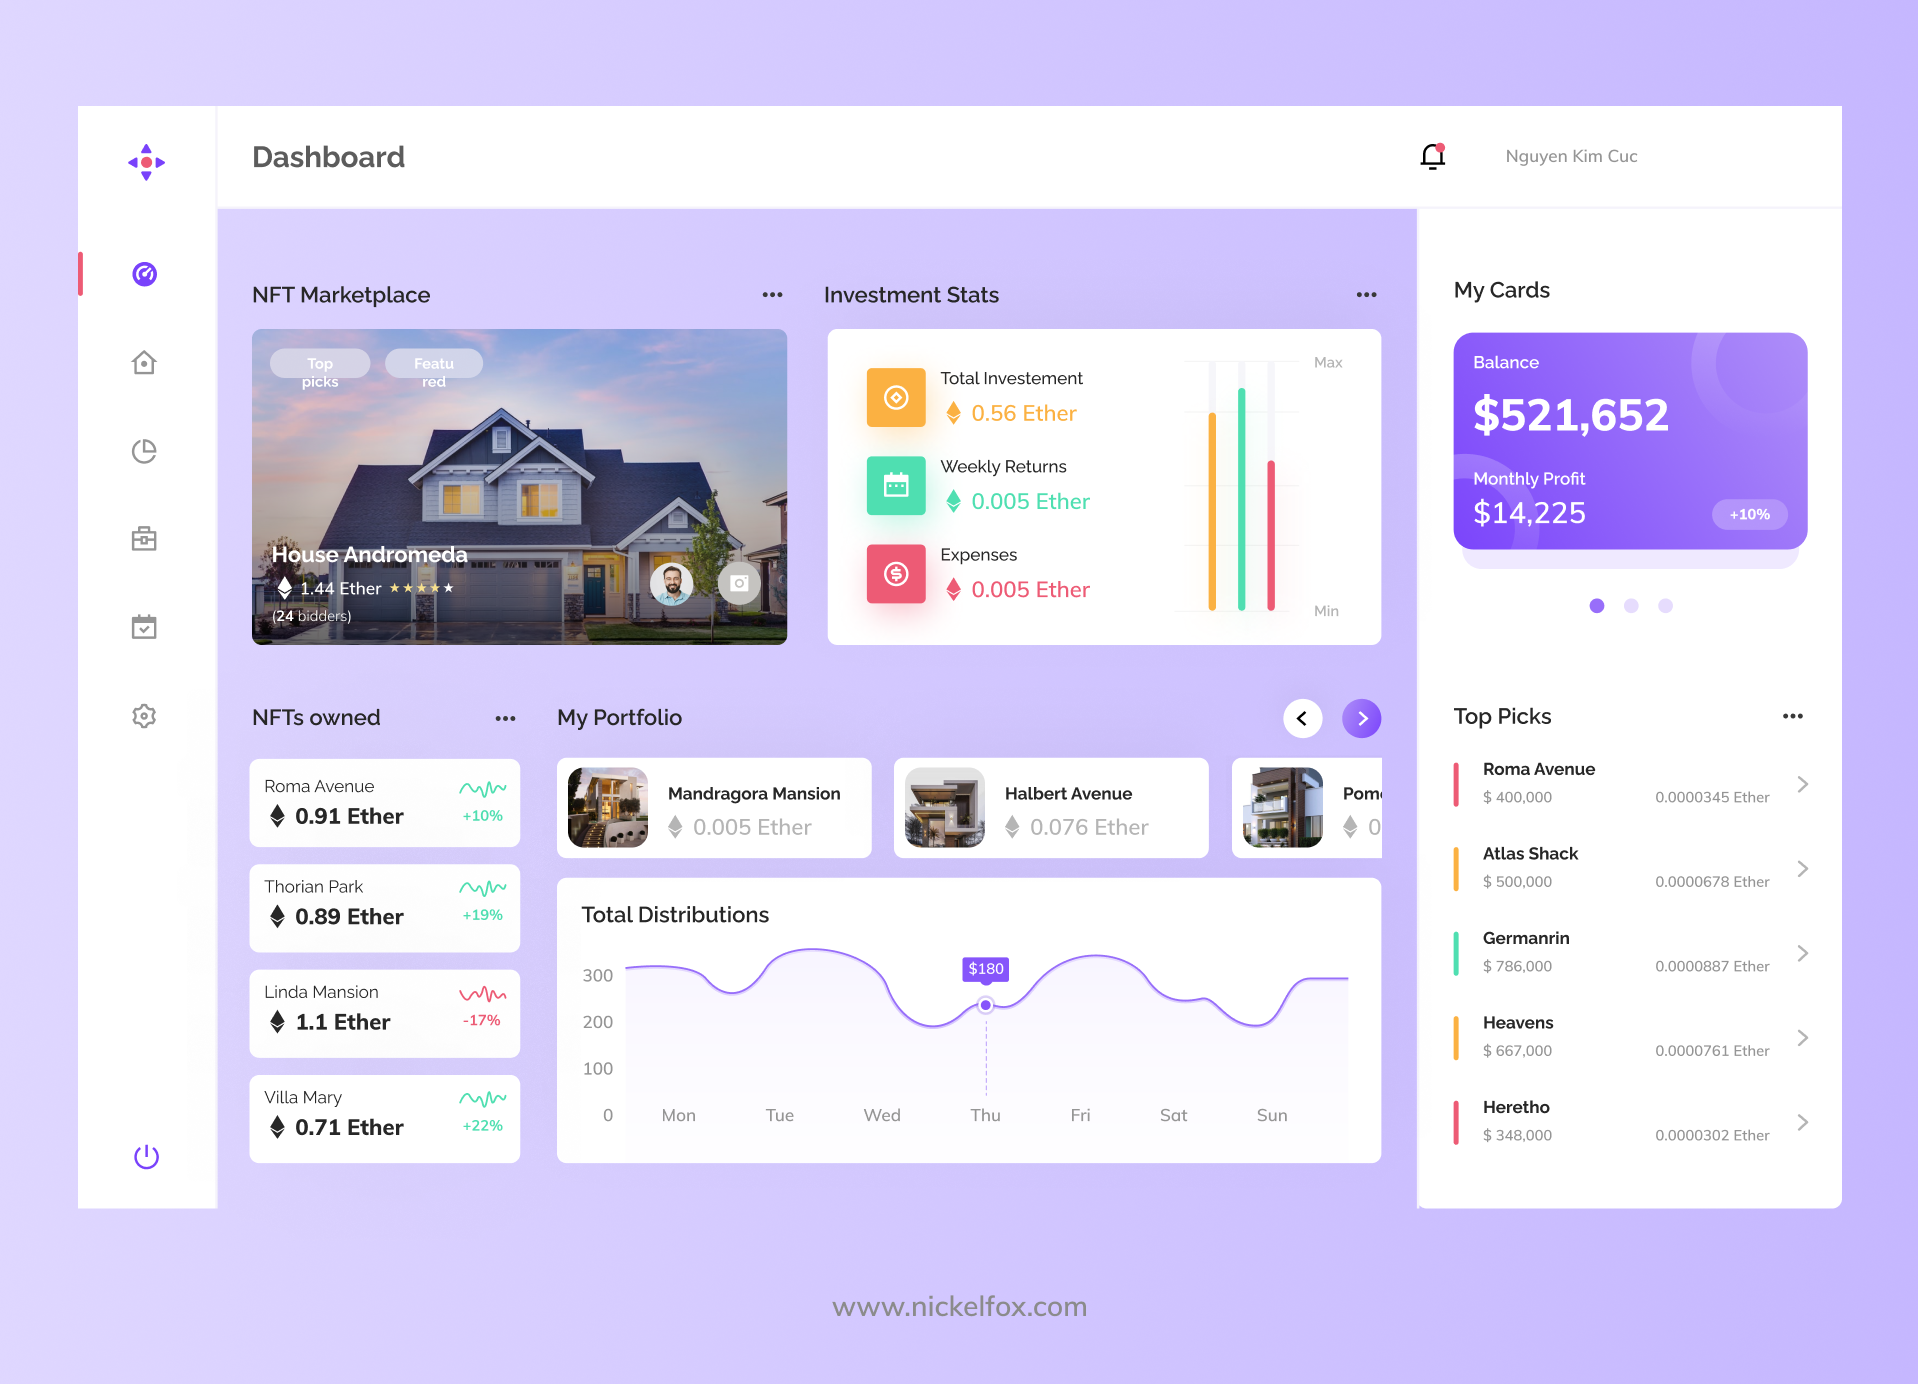 Dashboard
Nguyen Kim Cuc
NFT Marketplace
Top
picks
Featu
red
House Andromeda
1.44 Ether
(24 bidders)
Investment Stats
Total Investement
0.56 Ether
Weekly Returns
0.005 Ether
Expenses
0.005 Ether
Max
Min
My Cards
Balance
$521,652
Monthly Profit
$14,225
+10%
NFTs owned
Roma Avenue
0.91 Ether
+10%
Thorian Park
0.89 Ether
+19%
Linda Mansion
1.1 Ether
-17%
Villa Mary
0.71 Ether
+22%
My Portfolio
Mandragora Mansion
0.005 Ether
Halbert Avenue
0.076 Ether
Total Distributions
$180
300
200
100
0
Mon Tue Wed Thu Fri Sat Sun
Top Picks
Roma Avenue
$ 400,000 0.0000345 Ether
Atlas Shack
$ 500,000 0.0000678 Ether
Germanrin
$ 786,000 0.0000887 Ether
Heavens
$ 667,000 0.0000761 Ether
Heretho
$ 348,000 0.0000302 Ether
www.nickelfox.com